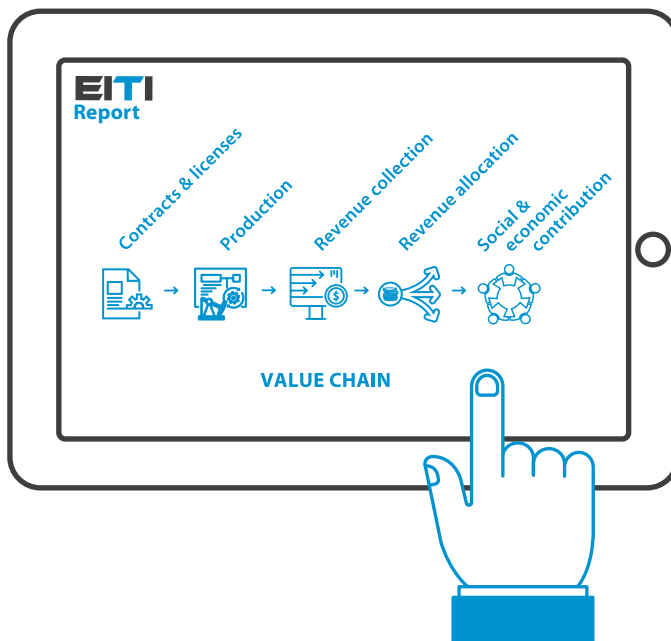 EITI
Report
Contracts & licenses
Production
Revenue collection
Revenue allocation
Social &
economic
contribution
$
VALUE CHAIN